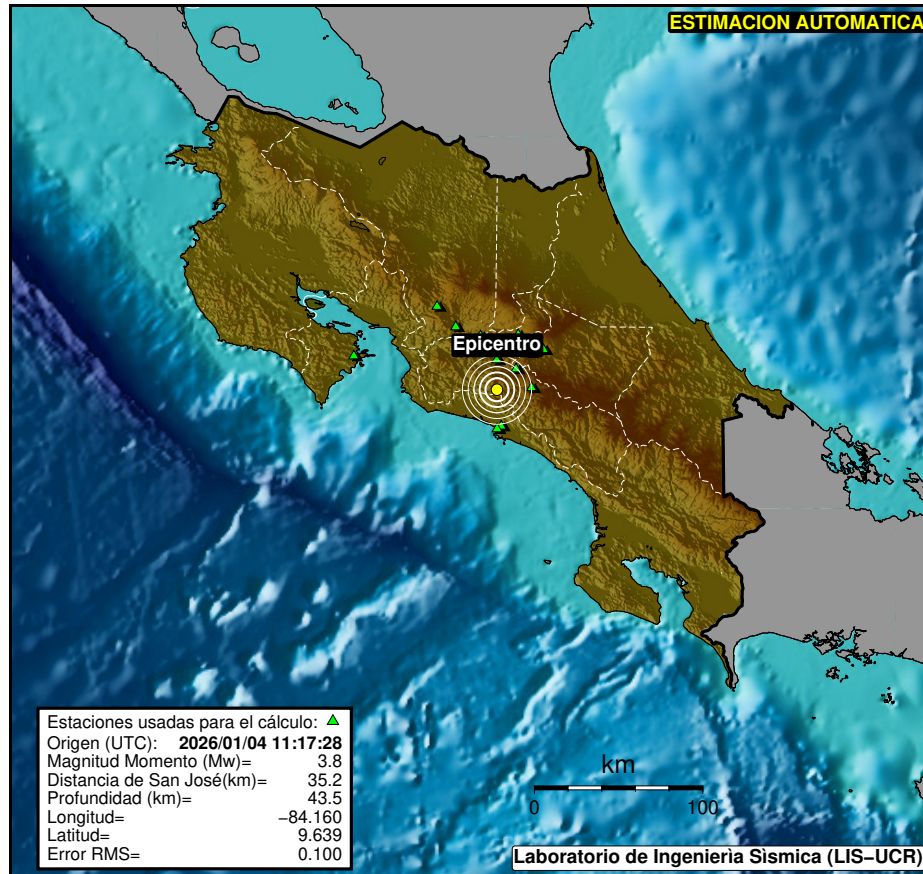 ESTIMACION AUTOMATICA
Epicentro
Estaciones usadas para el cálculo:
Origen (UTC): 2026/01/04 11:17:28
Magnitud Momento (Mw)= 3.8
Distancia de San José(km)= 35.2
Profundidad (km)= 43.5
Longitud= −84.160
Latitud= 9.639
Error RMS= 0.100
km
0 100
Laboratorio de Ingenierìa Sìsmica (LIS−UCR)